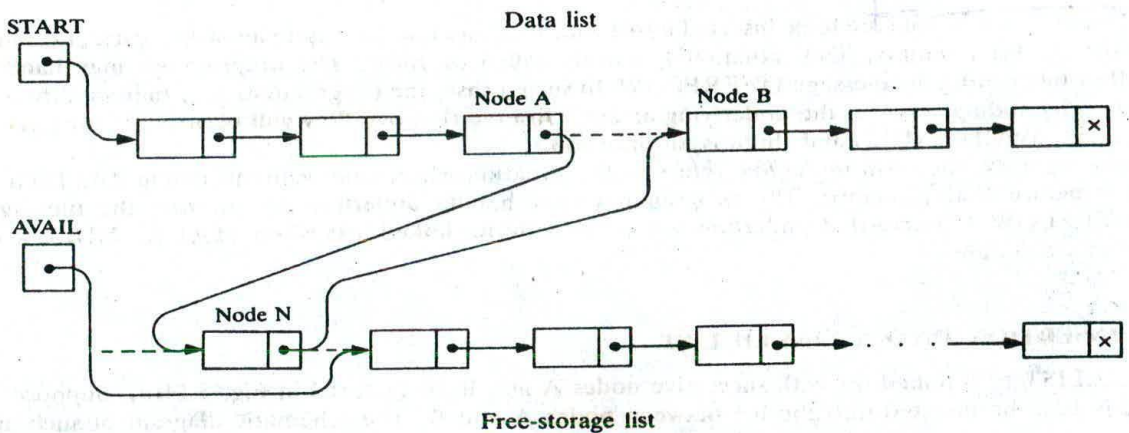 Data list
START
Node A
Node B
×
AVAIL
Node N
×
Free-storage list